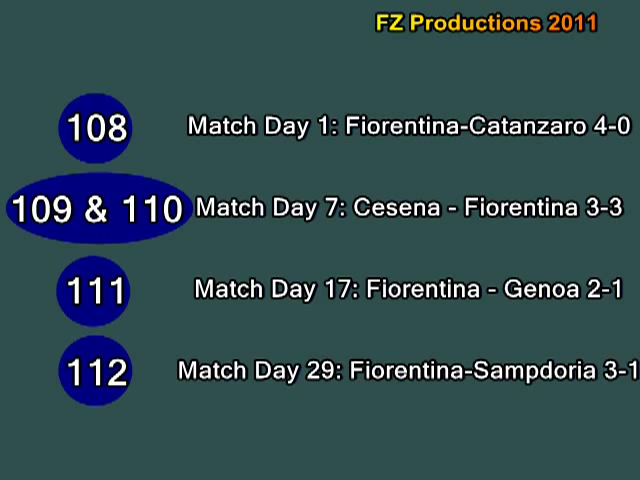 FZ Productions 2011
108 Match Day 1: Fiorentina-Catanzaro 4-0
109 & 110 Match Day 7: Cesena - Fiorentina 3-3
111 Match Day 17: Fiorentina - Genoa 2-1
112 Match Day 29: Fiorentina-Sampdoria 3-1